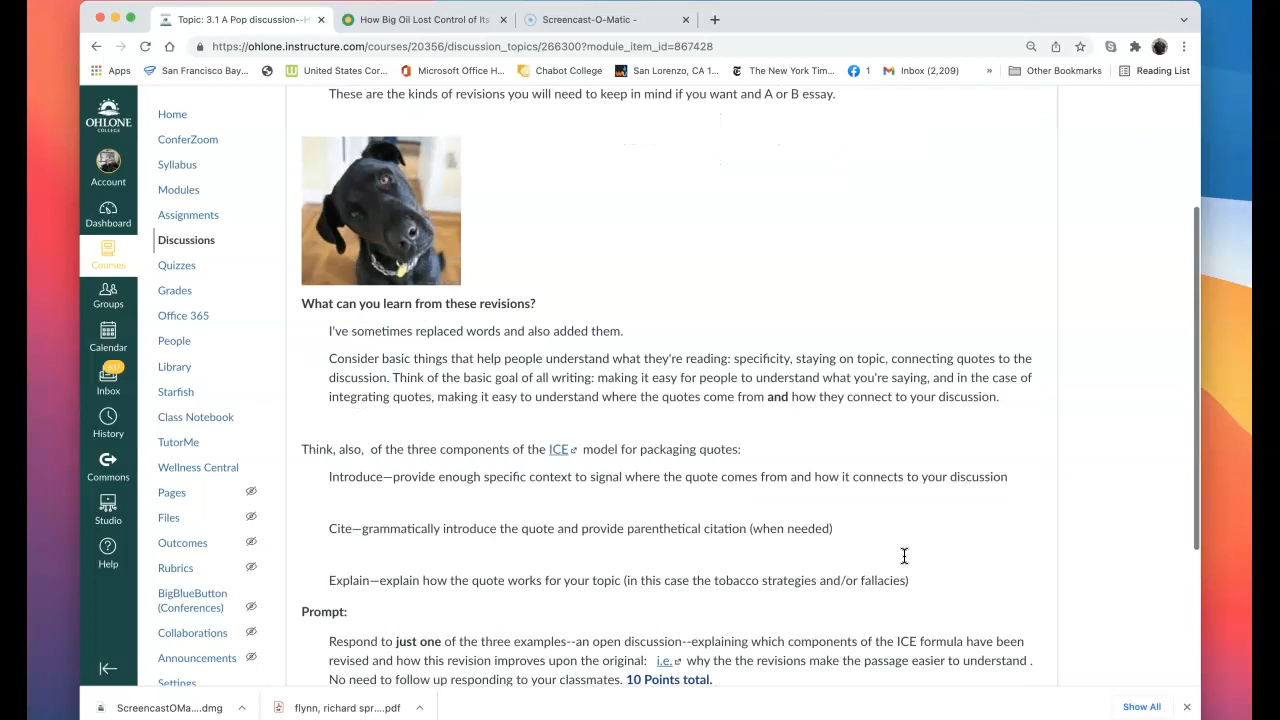 Topic: 3.1 A Pop discussion--H
How Big Oil Lost Control of Its
Screencast-O-Matic -
https://ohlone.instructure.com/courses/20356/discussion_topics/266300?module_item_id=867428
Apps
San Francisco Bay...
United States Cor...
Microsoft Office H...
Chabot College
San Lorenzo, CA 1...
The New York Tim...
1
Inbox (2,209)
»
Other Bookmarks
Reading List
OHLONE
COLLEGE
Account
Dashboard
Courses
Groups
Calendar
Inbox
History
Commons
Studio
Help
Home
ConferZoom
Syllabus
Modules
Assignments
Discussions
Quizzes
Grades
Office 365
People
Library
Starfish
Class Notebook
TutorMe
Wellness Central
Pages
Files
Outcomes
Rubrics
BigBlueButton
(Conferences)
Collaborations
Announcements
Settings
These are the kinds of revisions you will need to keep in mind if you want and A or B essay.
What can you learn from these revisions?
I've sometimes replaced words and also added them.
Consider basic things that help people understand what they're reading: specificity, staying on topic, connecting quotes to the
discussion. Think of the basic goal of all writing: making it easy for people to understand what you're saying, and in the case of
integrating quotes, making it easy to understand where the quotes come from and how they connect to your discussion.
Think, also, of the three components of the ICE model for packaging quotes:
Introduce—provide enough specific context to signal where the quote comes from and how it connects to your discussion
Cite—grammatically introduce the quote and provide parenthetical citation (when needed)
Explain—explain how the quote works for your topic (in this case the tobacco strategies and/or fallacies)
Prompt:
Respond to just one of the three examples--an open discussion--explaining which components of the ICE formula have been
revised and how this revision improves upon the original: i.e. why the the revisions make the passage easier to understand .
No need to follow up responding to your classmates. 10 Points total.
ScreencastOMa....dmg
flynn, richard spr....pdf
Show All